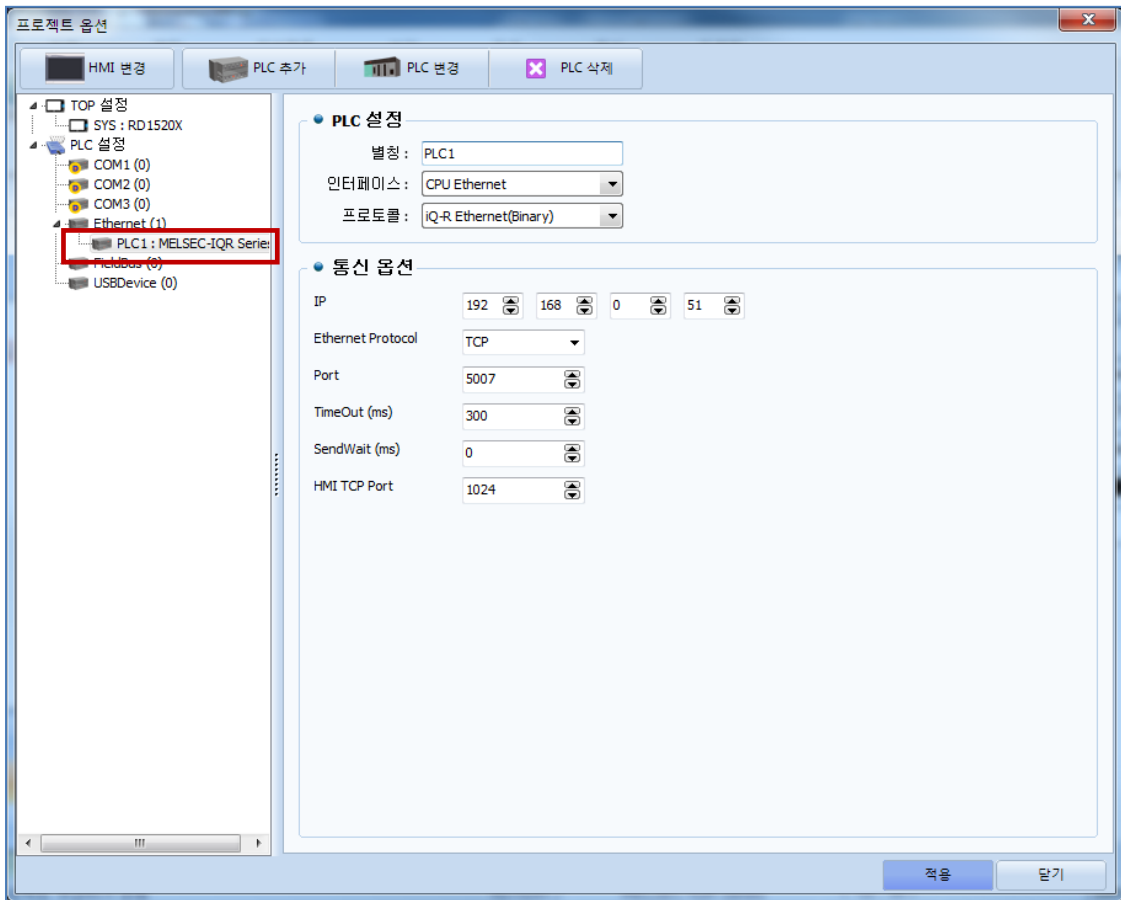 프로젝트 옵션
HMI 변경
PLC 추가
PLC 변경
PLC 삭제
TOP 설정
SYS : RD1520X
PLC 설정
COM1 (0)
COM2 (0)
COM3 (0)
Ethernet (1)
PLC1 : MELSEC-IQR Series
FieldBus (0)
USBDevice (0)
PLC 설정
별칭 : PLC1
인터페이스 : CPU Ethernet
프로토콜 : iQ-R Ethernet(Binary)
통신 옵션
IP 192 168 0 51
Ethernet Protocol TCP
Port 5007
TimeOut (ms) 300
SendWait (ms) 0
HMI TCP Port 1024
적용
닫기